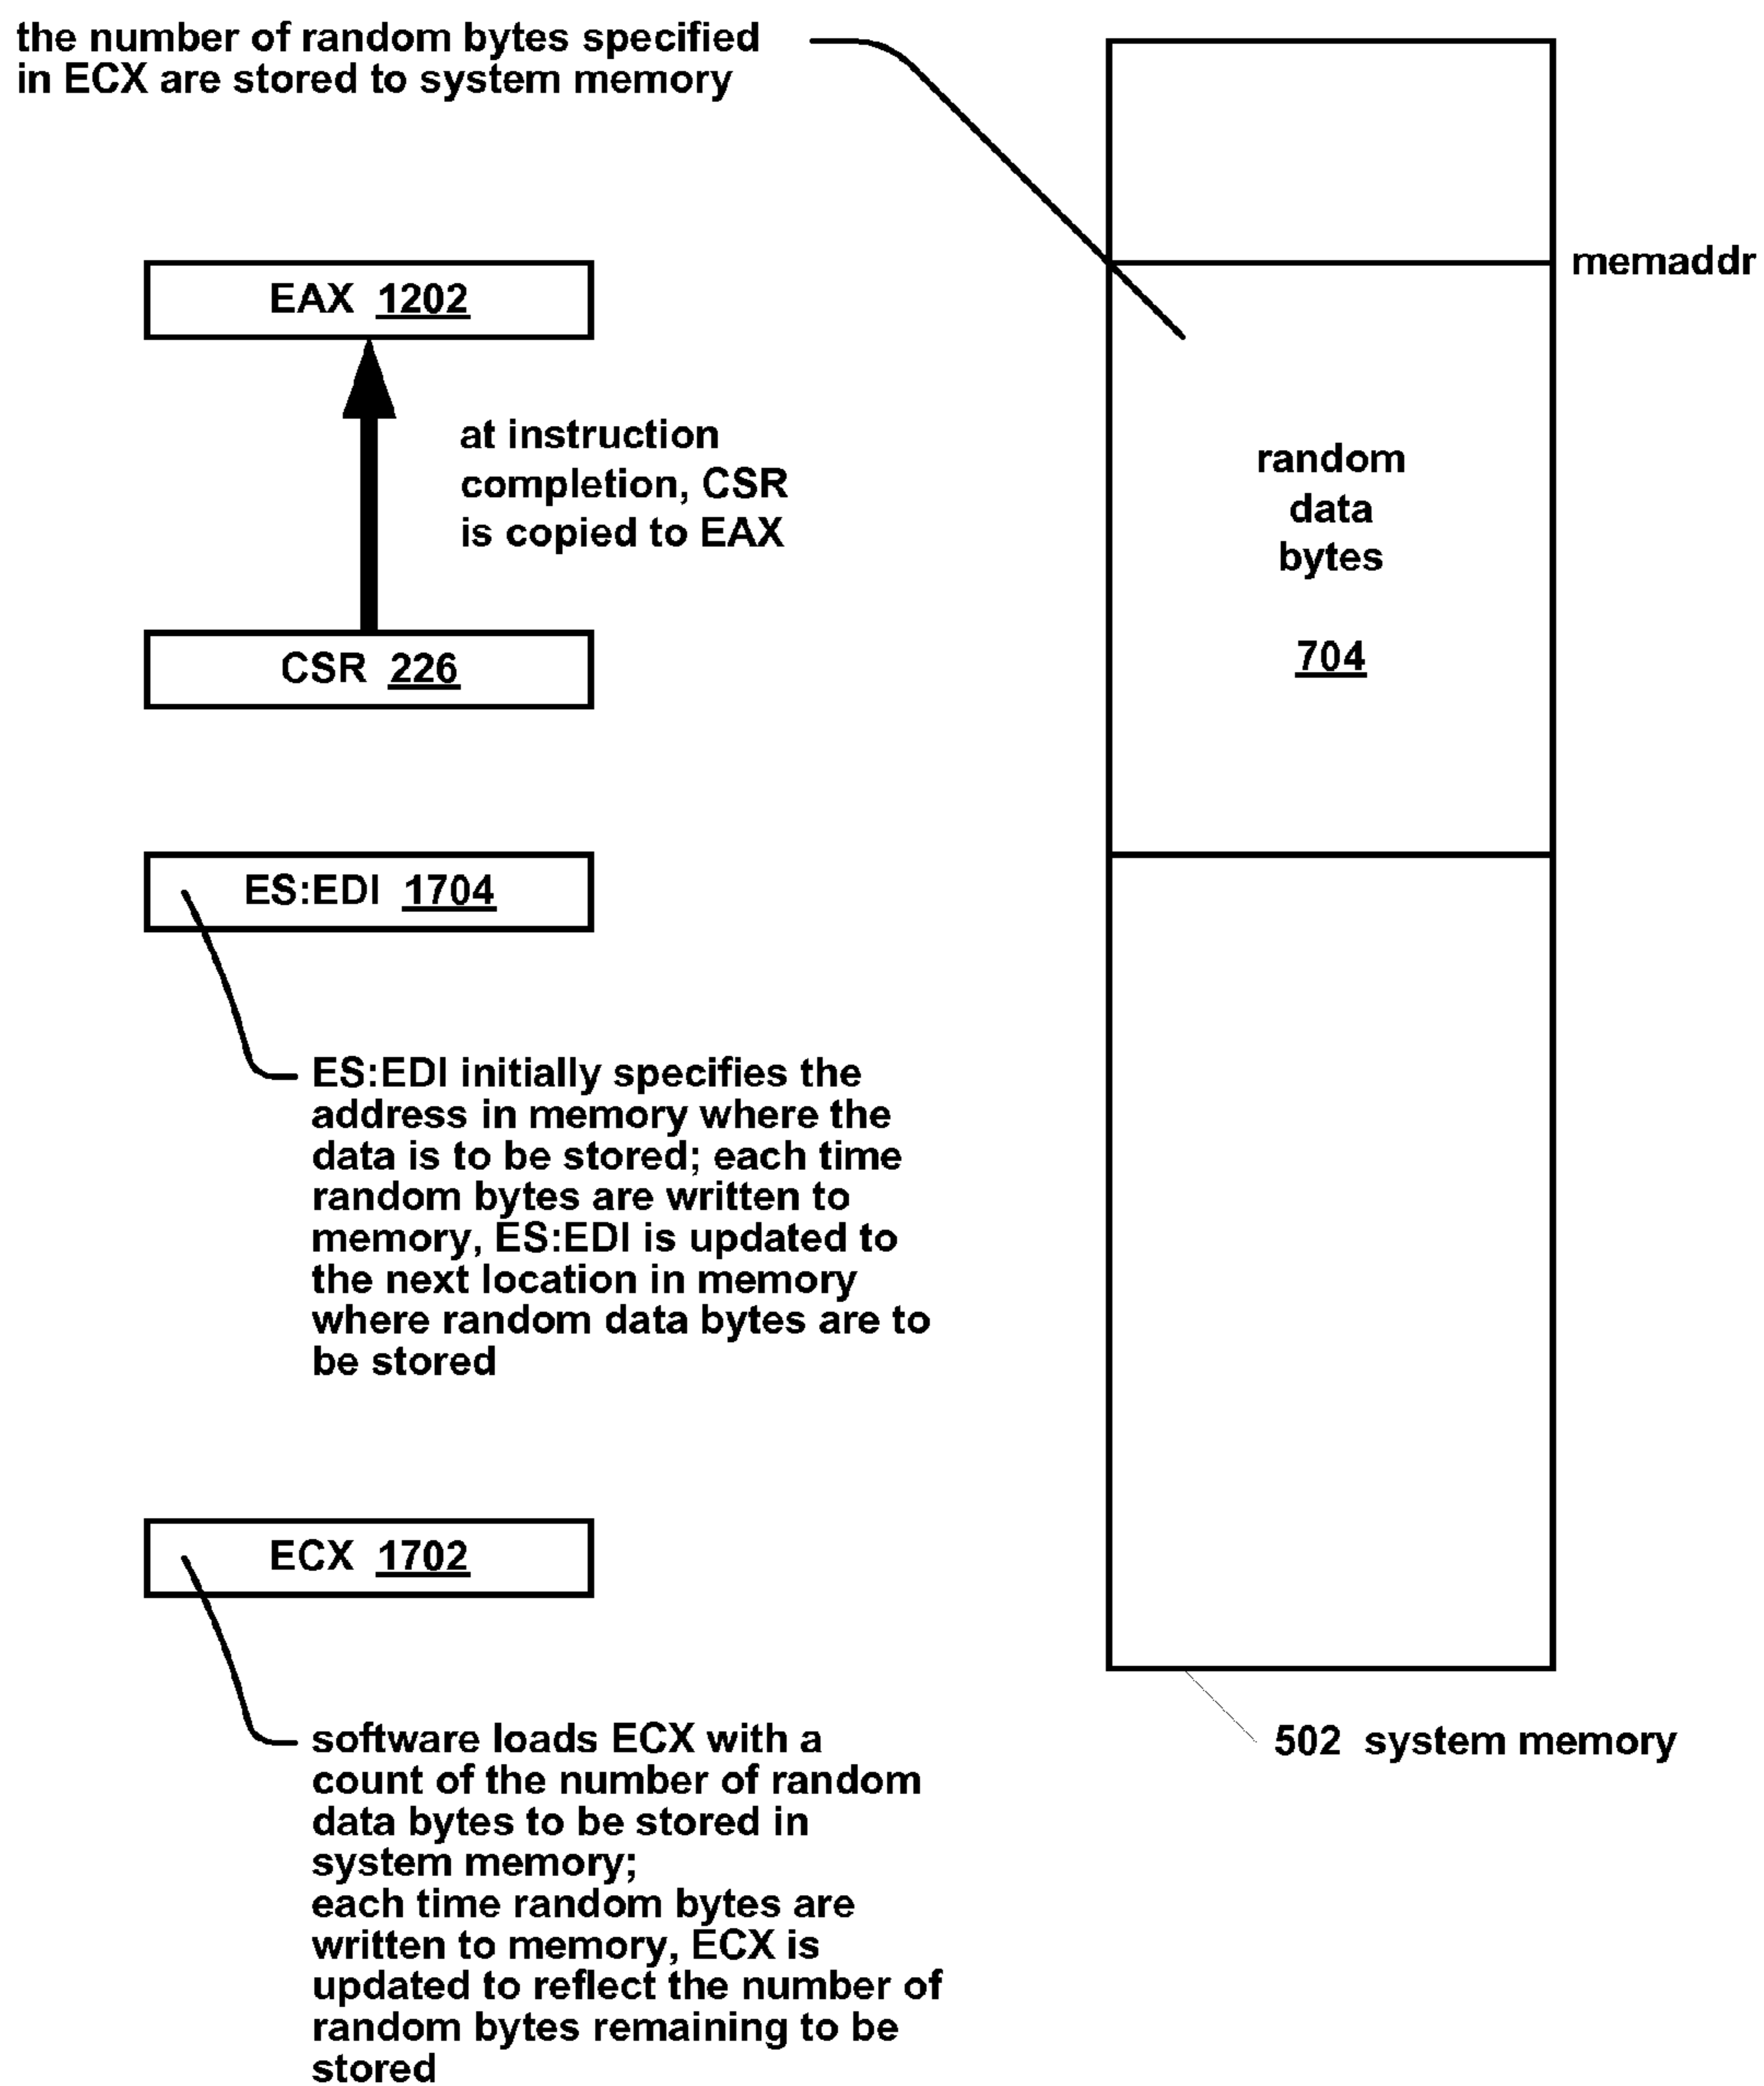 the number of random bytes specified
in ECX are stored to system memory
memaddr
EAX 1202
at instruction
completion, CSR
is copied to EAX
random
data
bytes
704
CSR 226
ES:EDI 1704
ES:EDI initially specifies the
address in memory where the
data is to be stored; each time
random bytes are written to
memory, ES:EDI is updated to
the next location in memory
where random data bytes are to
be stored
ECX 1702
software loads ECX with a
count of the number of random
data bytes to be stored in
system memory;
each time random bytes are
written to memory, ECX is
updated to reflect the number of
random bytes remaining to be
stored
502 system memory